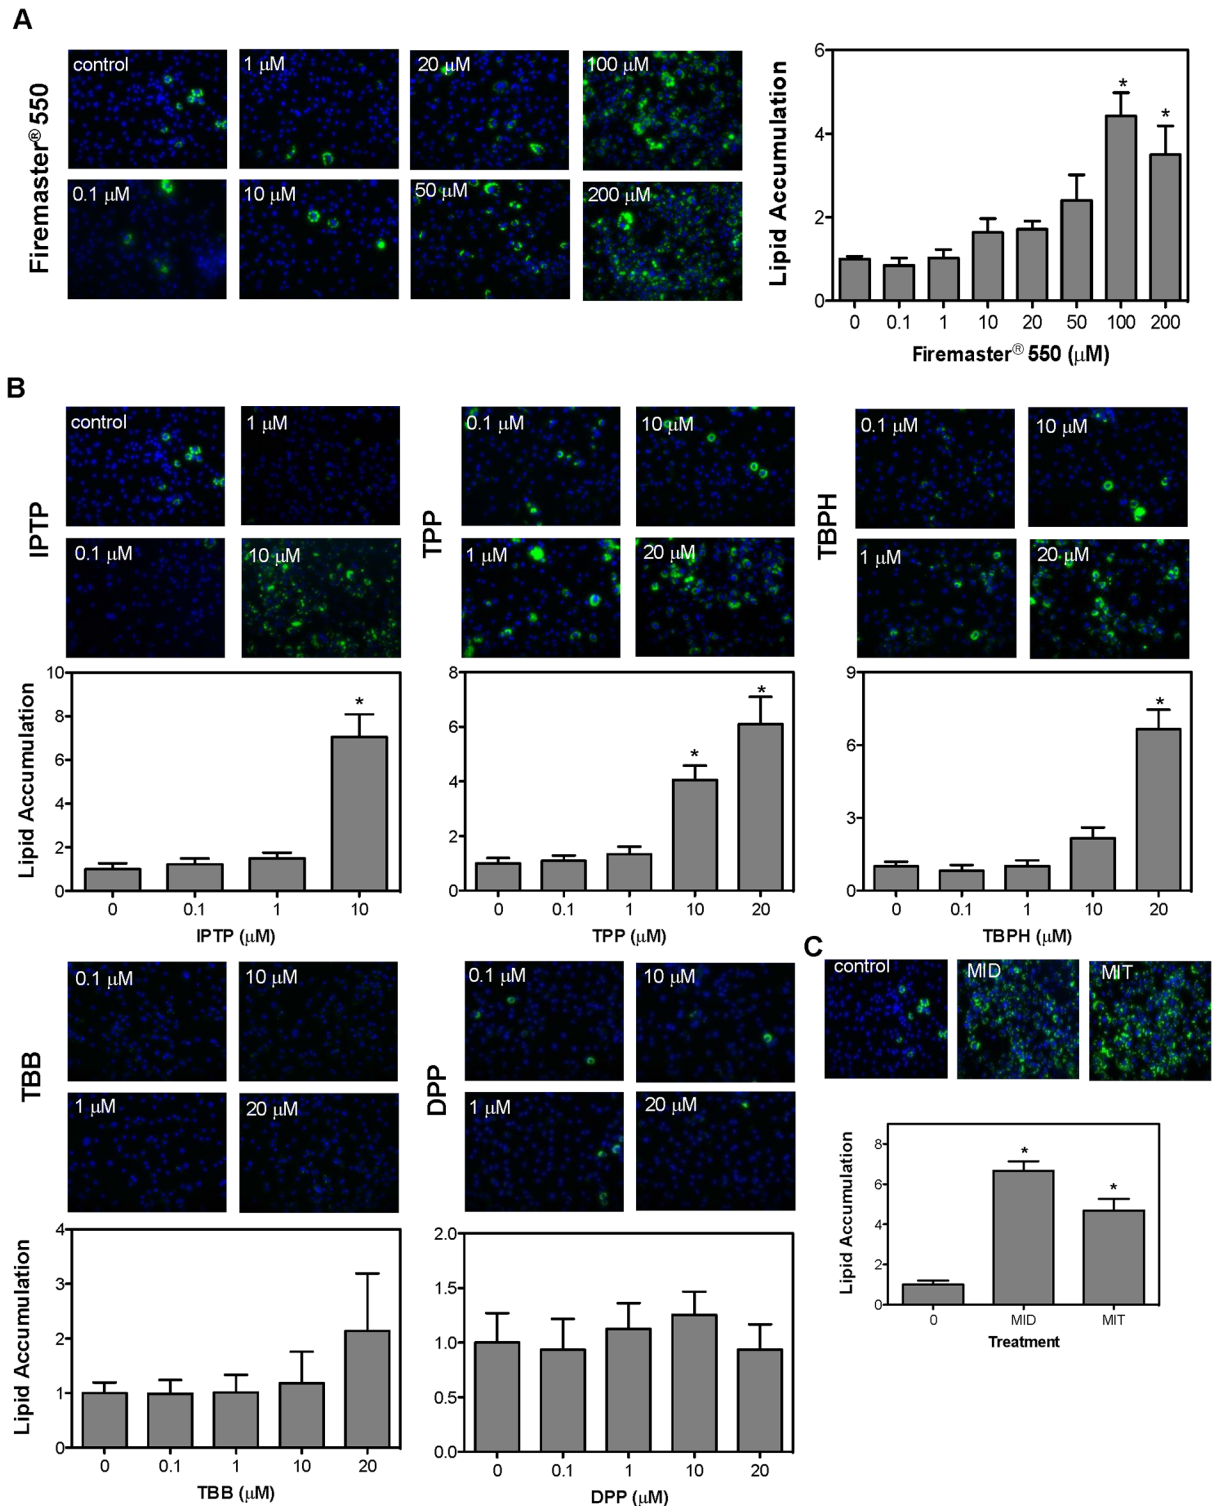 A
Firemaster® 550
control
1 μM
20 μM
100 μM
0.1 μM
10 μM
50 μM
200 μM
Lipid Accumulation
6
4
2
0
*
*
0 0.1 1 10 20 50 100 200
Firemaster® 550 (μM)
B
IPTP
control
1 μM
0.1 μM
10 μM
TPP
0.1 μM
10 μM
1 μM
20 μM
TBPH
0.1 μM
10 μM
1 μM
20 μM
Lipid Accumulation
10
8
6
4
2
0
*
0 0.1 1 10
IPTP (μM)
8
6
4
2
0
*
*
0 0.1 1 10 20
TPP (μM)
9
6
3
0
*
0 0.1 1 10 20
TBPH (μM)
TBB
0.1 μM
10 μM
1 μM
20 μM
DPP
0.1 μM
10 μM
1 μM
20 μM
Lipid Accumulation
4
3
2
1
0
0 0.1 1 10 20
TBB (μM)
2.0
1.5
1.0
0.5
0.0
0 0.1 1 10 20
DPP (μM)
C
control
MID
MIT
Lipid Accumulation
8
6
4
2
0
*
*
0 MID MIT
Treatment